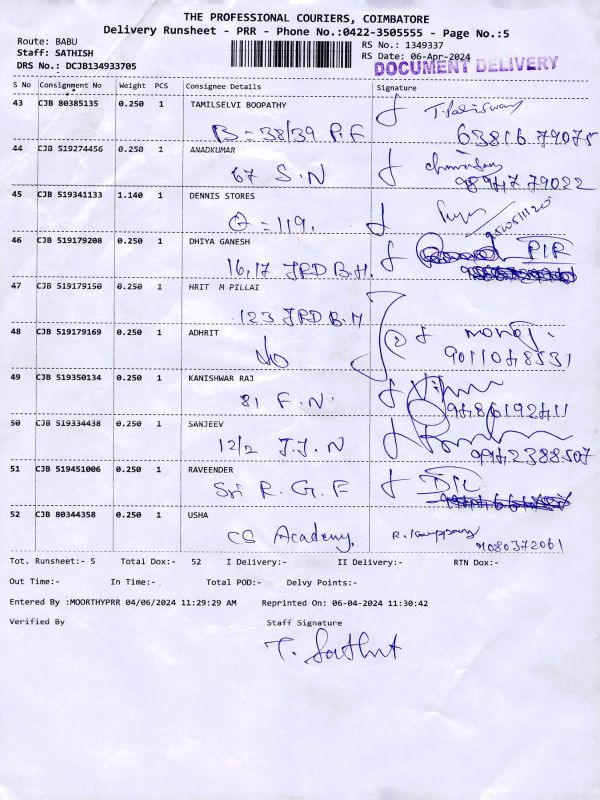 THE PROFESSIONAL COURIERS, COIMBATORE
Delivery Runsheet - PRR - Phone No.:0422-3505555 - Page No.:5
Route: BABU
RS No.: 1349337
Staff: SATHISH
RS Date: 06-Apr-2024
DRS No.: DCJB134933705
DOCUMENT DELIVERY
S No Consignment No Weight PCS Consignee Details Signature
43 CJB 80385135 0.250 1 TAMILSELVI BOOPATHY
B = 38/39 P.F 63816 79075
44 CJB 519274456 0.250 1 ANADKUMAR
67 S.N 98947 79022
45 CJB 519341133 1.140 1 DENNIS STORES
= 119.
46 CJB 519179208 0.250 1 DHIYA GANESH
16,17 JRD B.H.
47 CJB 519179150 0.250 1 HRIT M PILLAI
123 JRD B.H
48 CJB 519179169 0.250 1 ADHRIT
NO 9011048531
49 CJB 519350134 0.250 1 KANISHWAR RAJ
81 F.N. 9486192411
50 CJB 519334438 0.250 1 SANJEEV
12/2 J.J.N 9942388507
51 CJB 519451006 0.250 1 RAVEENDER
Sri R.G.F D/L
52 CJB 80344358 0.250 1 USHA
CS Academy. 9080372061
Tot. Runsheet:- 5 Total Dox:- 52 I Delivery:- II Delivery:- RTN Dox:-
Out Time:- In Time:- Total POD:- Delvy Points:-
Entered By :MOORTHYPRR 04/06/2024 11:29:29 AM Reprinted On: 06-04-2024 11:30:42
Verified By Staff Signature
T. Sathish